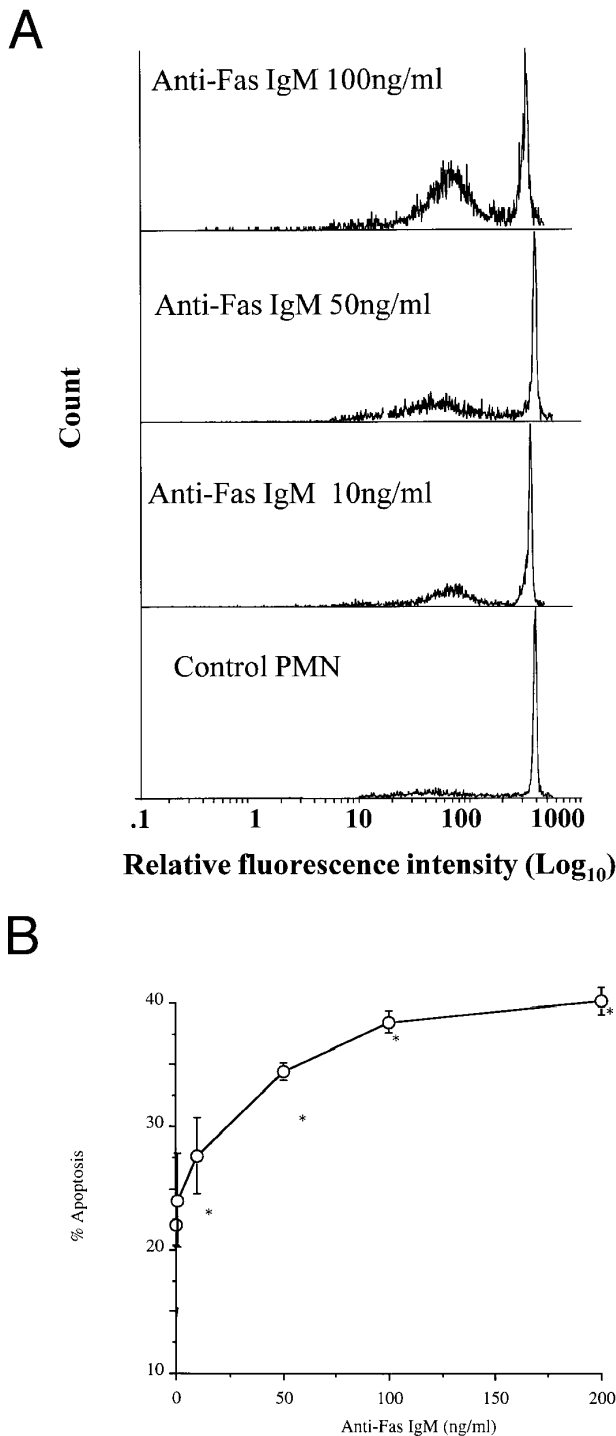 A
Anti-Fas IgM 100ng/ml
Anti-Fas IgM 50ng/ml
Anti-Fas IgM 10ng/ml
Control PMN
Count
.1 1 10 100 1000
Relative fluorescence intensity (Log10)
B
40
30
20
10
% Apoptosis
* * * *
0 50 100 150 200
Anti-Fas IgM (ng/ml)